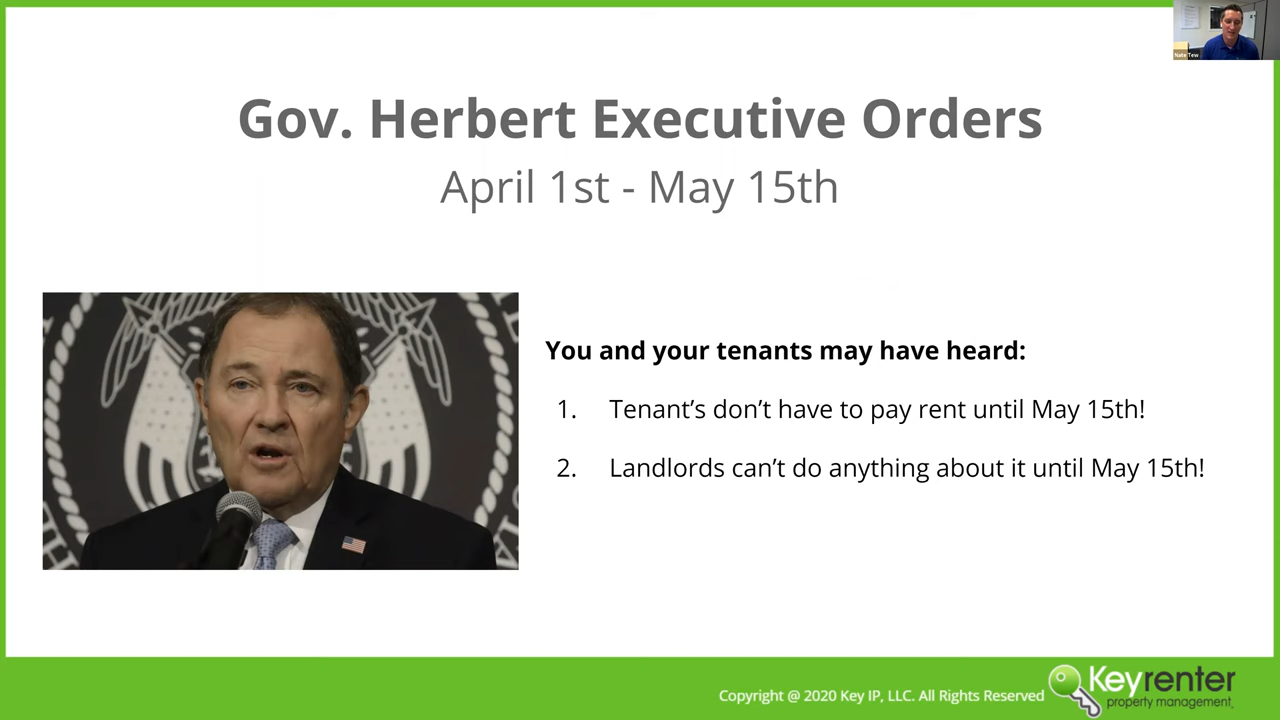 Nate Tew
Gov. Herbert Executive Orders
April 1st - May 15th
You and your tenants may have heard:
1. Tenant’s don’t have to pay rent until May 15th!
2. Landlords can’t do anything about it until May 15th!
Copyright @ 2020 Key IP, LLC. All Rights Reserved
Keyrenter
property management